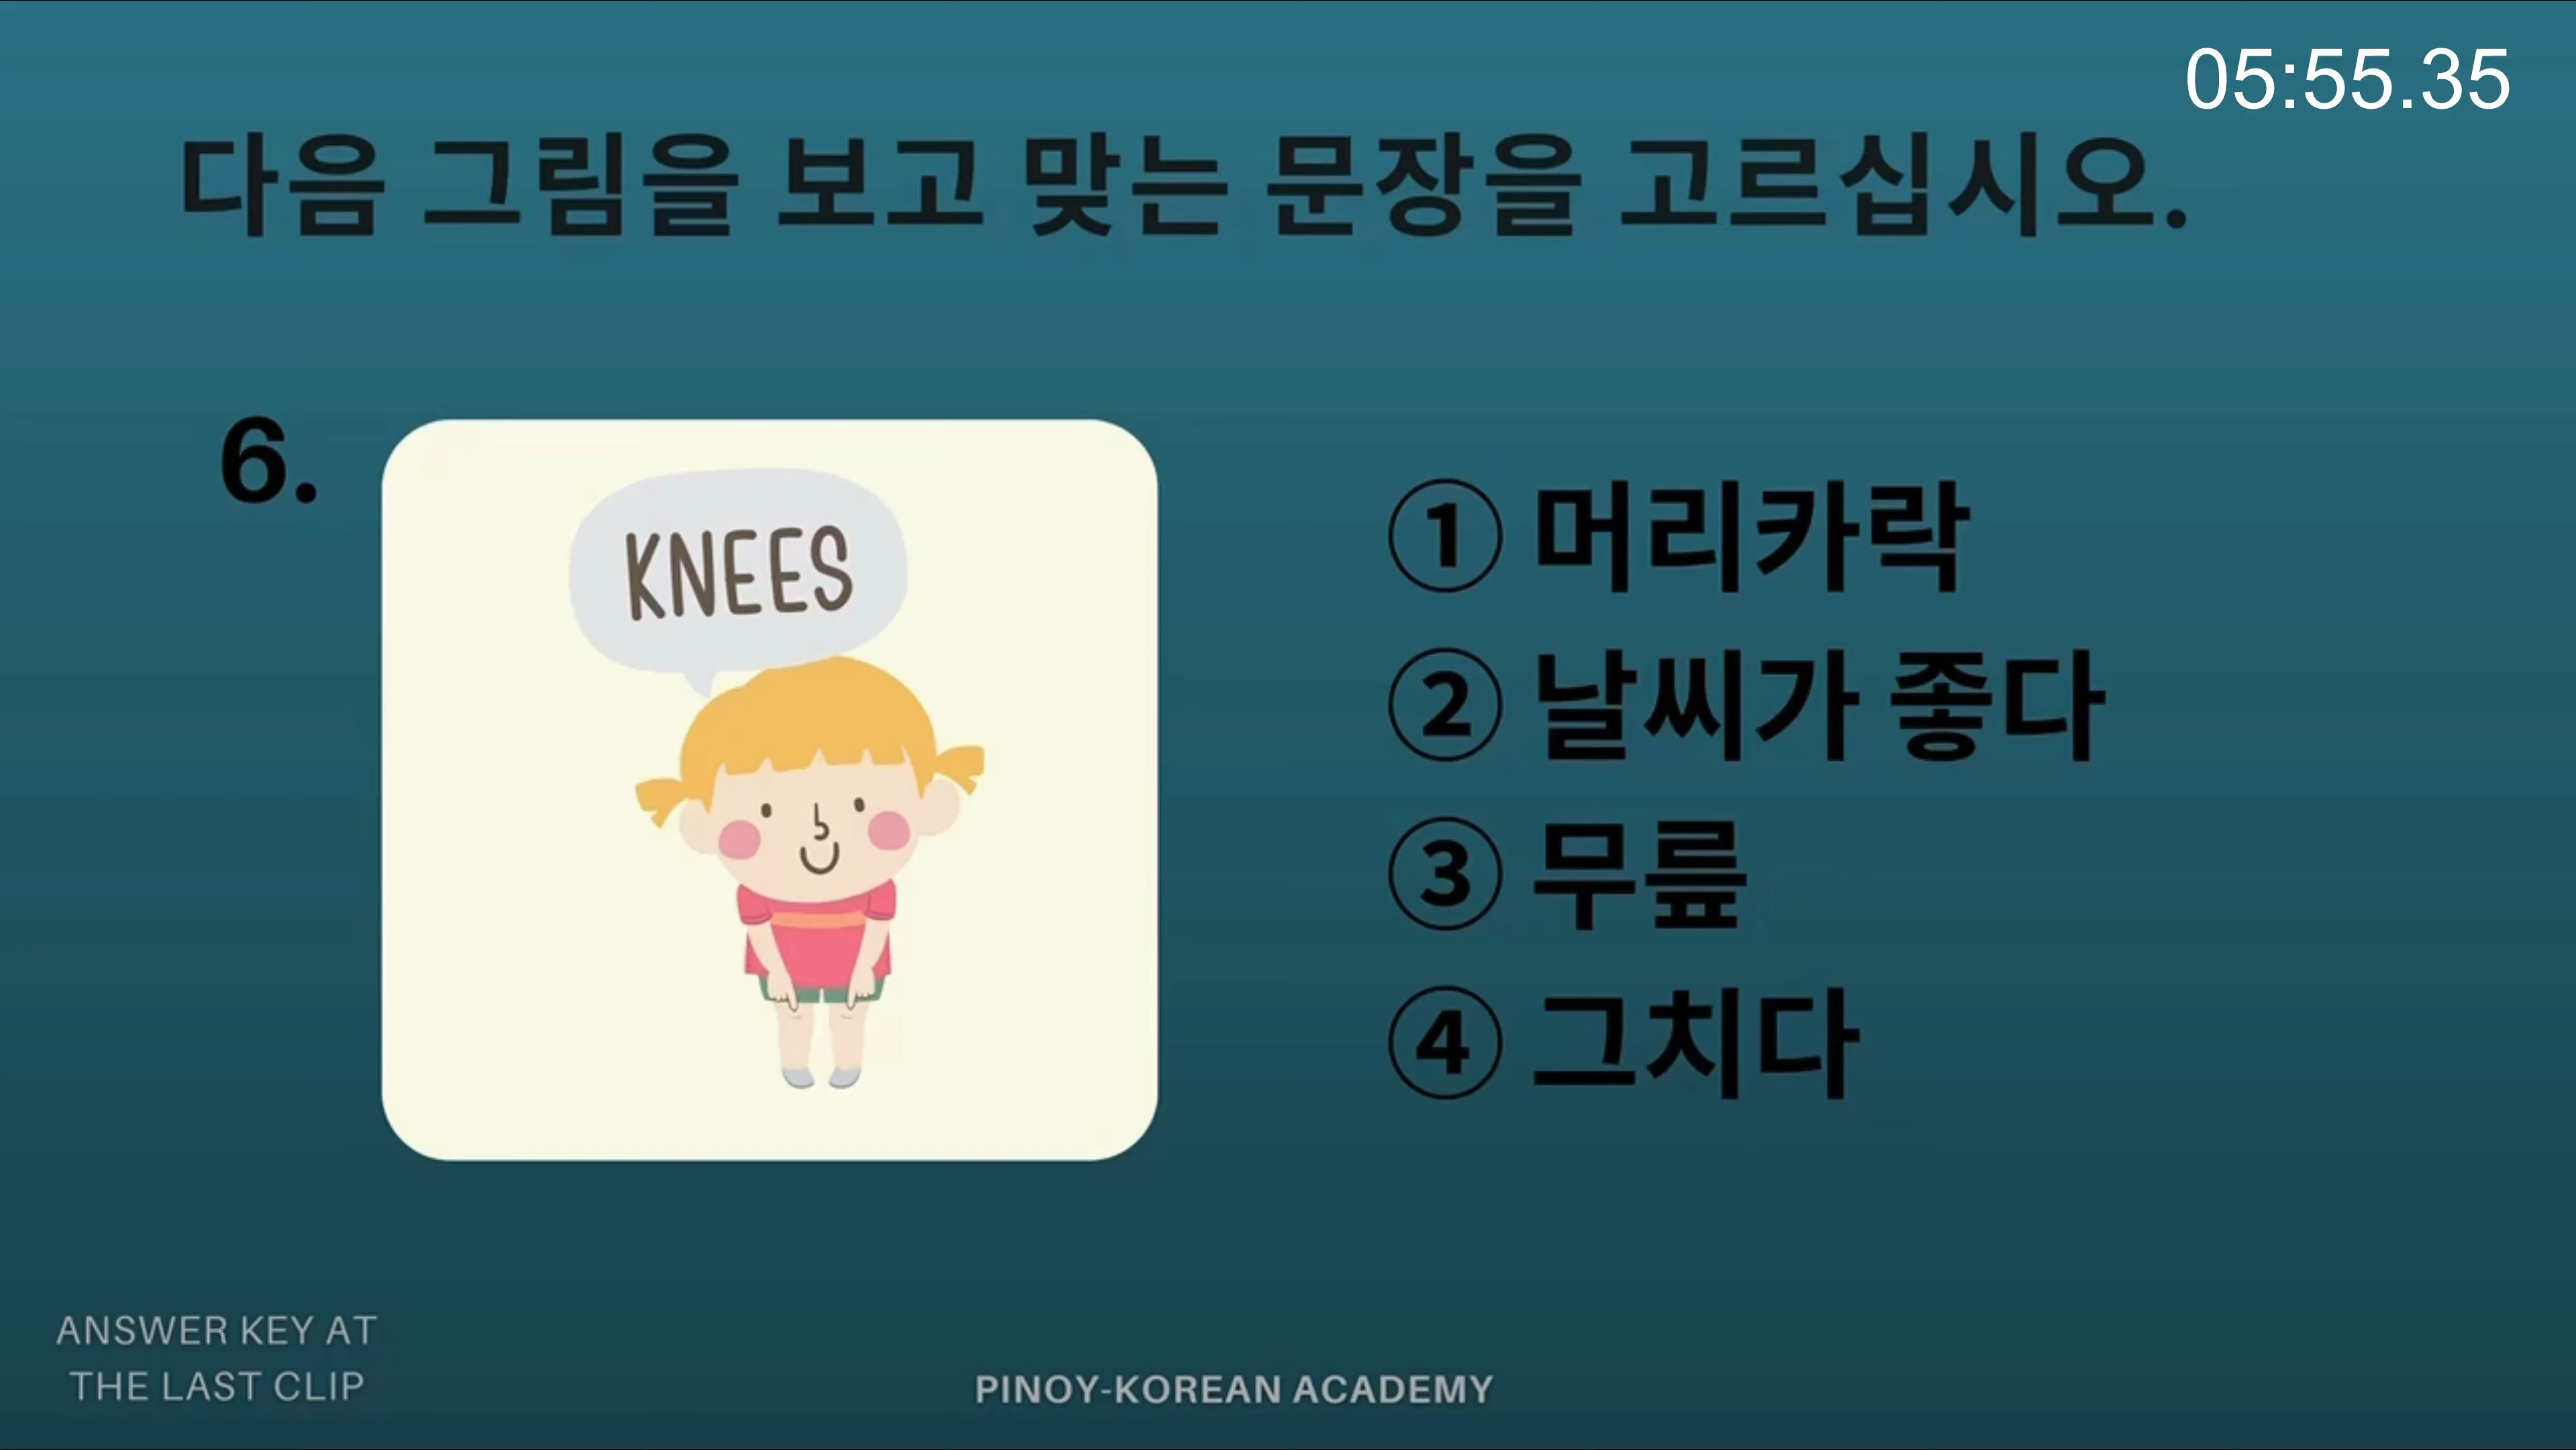 05:55.35
다음 그림을 보고 맞는 문장을 고르십시오.
6.
KNEES
① 머리카락
② 날씨가 좋다
③ 무릎
④ 그치다
ANSWER KEY AT
THE LAST CLIP
PINOY-KOREAN ACADEMY